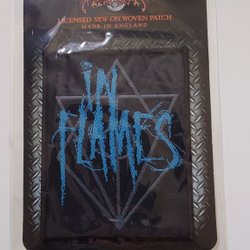 LICENSED SEW ON WOVEN PATCH
MADE IN ENGLAND
IN
FLAMES